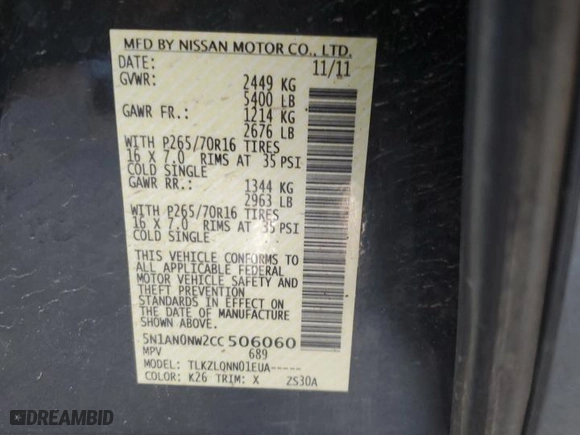 MFD BY NISSAN MOTOR CO., LTD.
DATE: 11/11
GVWR: 2449 KG
5400 LB
GAWR FR.: 1214 KG
2676 LB
WITH P265/70R16 TIRES
16 X 7.0 RIMS AT 35 PSI
COLD SINGLE
GAWR RR.: 1344 KG
2963 LB
WITH P265/70R16 TIRES
16 X 7.0 RIMS AT 35 PSI
COLD SINGLE
THIS VEHICLE CONFORMS TO
ALL APPLICABLE FEDERAL
MOTOR VEHICLE SAFETY AND
THEFT PREVENTION
STANDARDS IN EFFECT ON
THE DATE OF MANUFACTURE
SHOWN ABOVE.
5N1AN0NW2CC506060
MPV 689
MODEL: TLKZLQNN01EUA-----
COLOR: K26 TRIM: X ZS30A
DREAMBID